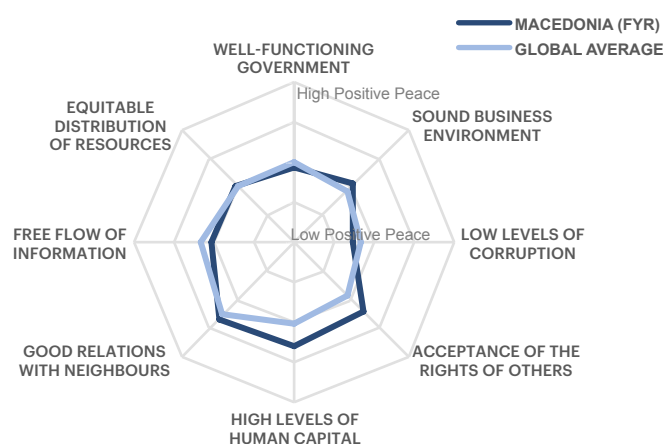 MACEDONIA (FYR)
GLOBAL AVERAGE
WELL-FUNCTIONING
GOVERNMENT
High Positive Peace
EQUITABLE
DISTRIBUTION
OF RESOURCES
SOUND BUSINESS
ENVIRONMENT
FREE FLOW OF
INFORMATION
Low Positive Peace
LOW LEVELS OF
CORRUPTION
GOOD RELATIONS
WITH NEIGHBOURS
ACCEPTANCE OF THE
RIGHTS OF OTHERS
HIGH LEVELS OF
HUMAN CAPITAL